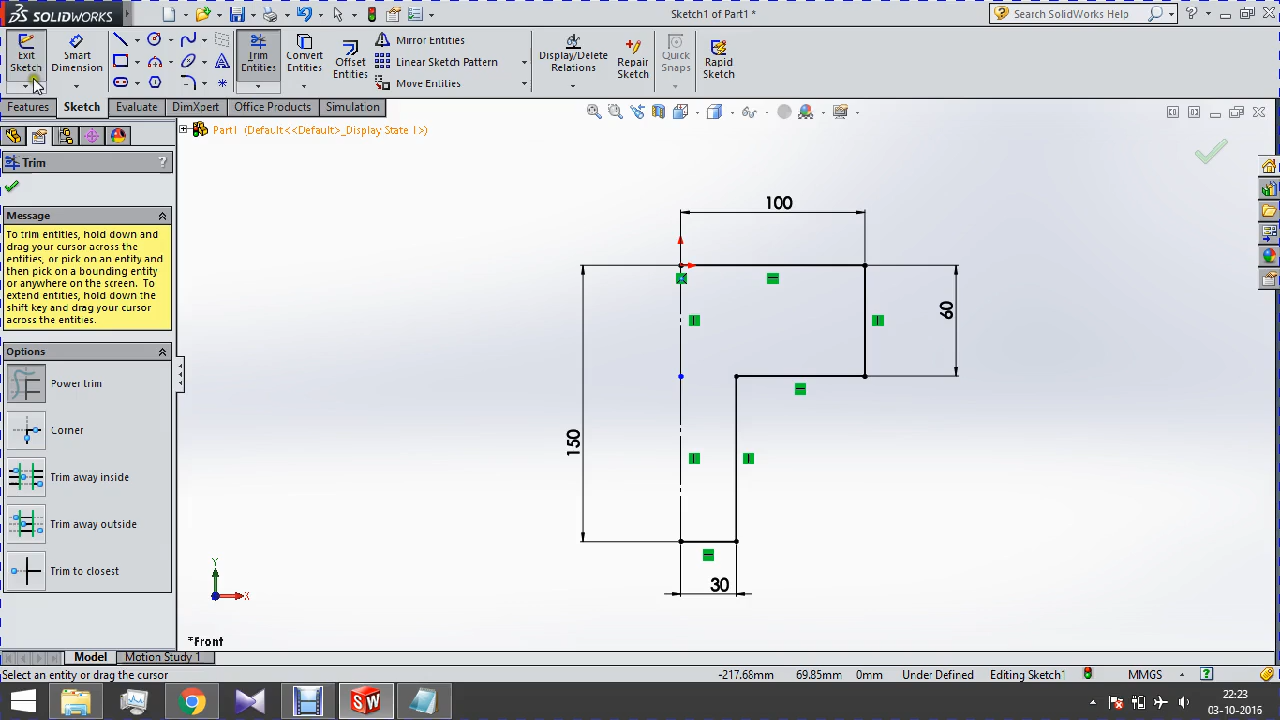 SOLIDWORKS
Sketch1 of Part1 *
Search SolidWorks Help
Exit Sketch
Smart Dimension
Trim Entities
Convert Entities
Offset Entities
Mirror Entities
Linear Sketch Pattern
Move Entities
Display/Delete Relations
Repair Sketch
Quick Snaps
Rapid Sketch
Features
Sketch
Evaluate
DimXpert
Office Products
Simulation
Part1 (Default<<Default>_Display State 1>)
Trim
?
Message
To trim entities, hold down and
drag your cursor across the
entities, or pick on an entity and
then pick on a bounding entity
or anywhere on the screen. To
extend entities, hold down the
shift key and drag your cursor
across the entities.
Options
Power trim
Corner
Trim away inside
Trim away outside
Trim to closest
100
60
150
30
Y
X
*Front
Model
Motion Study 1
Select an entity or drag the cursor
-217.68mm
69.85mm
0mm
Under Defined
Editing Sketch1
MMGS
?
SW
22:23
03-10-2016